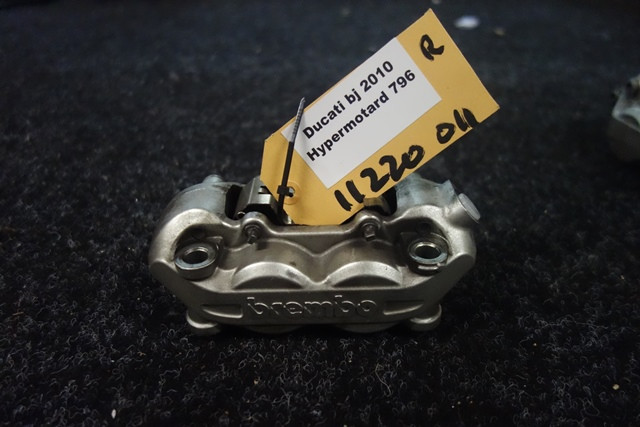 R
Ducati bj 2010
Hypermotard 796
11220 011
brembo